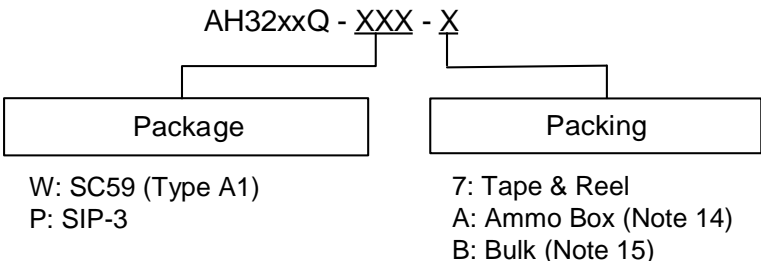 AH32xxQ - XXX - X
Package
Packing
W: SC59 (Type A1)
P: SIP-3
7: Tape & Reel
A: Ammo Box (Note 14)
B: Bulk (Note 15)